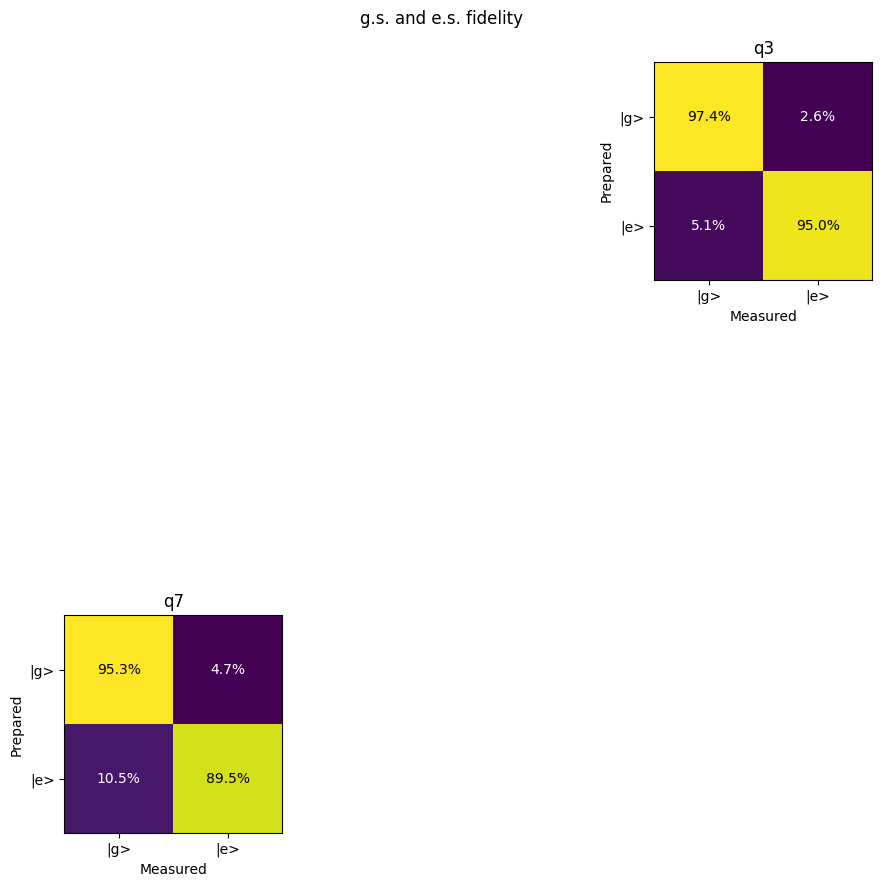 g.s. and e.s. fidelity
q3
|g> 97.4% 2.6%
Prepared
|e> 5.1% 95.0%
|g> |e>
Measured
q7
|g> 95.3% 4.7%
Prepared
|e> 10.5% 89.5%
|g> |e>
Measured